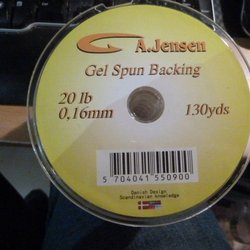 A.Jensen
Gel Spun Backing
20 lb
0,16mm
130yds
5 704041 550900
Danish Design
Scandinavian knowledge